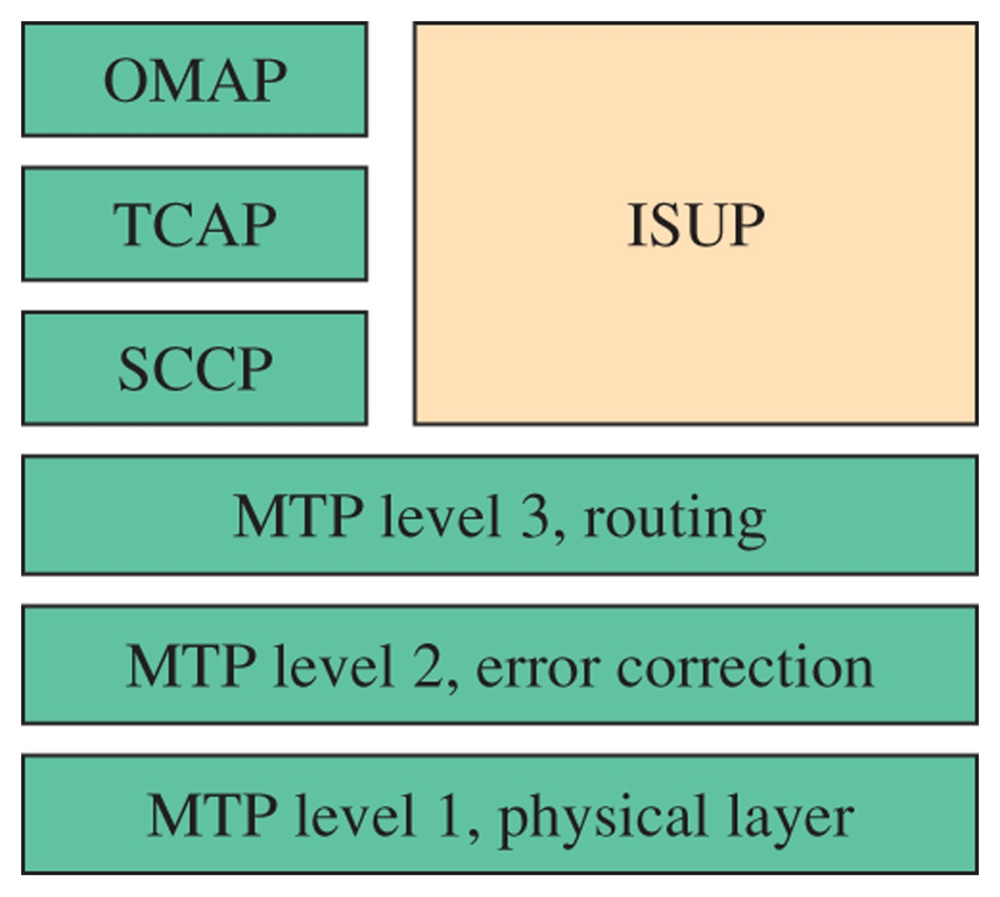 OMAP
TCAP
SCCP
ISUP
MTP level 3, routing
MTP level 2, error correction
MTP level 1, physical layer